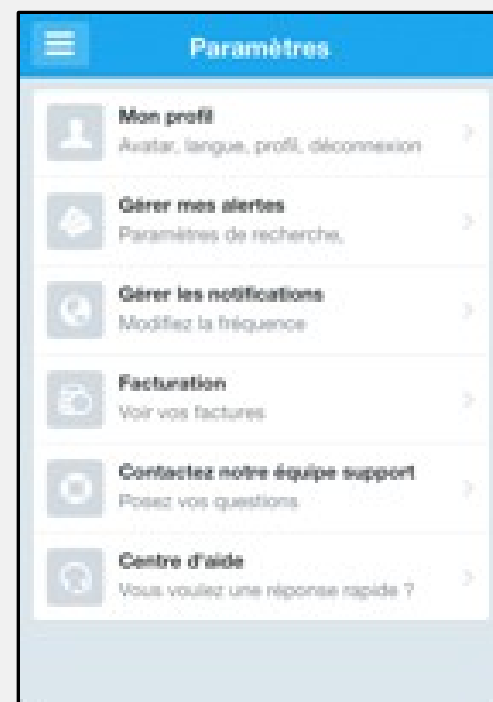 Paramètres
Mon profil
Avatar, langue, profil, déconnexion
Gérer mes alertes
Paramètres de recherche,
Gérer les notifications
Modifiez la fréquence
Facturation
Voir vos factures
Contactez notre équipe support
Posez vos questions
Centre d'aide
Vous voulez une réponse rapide ?